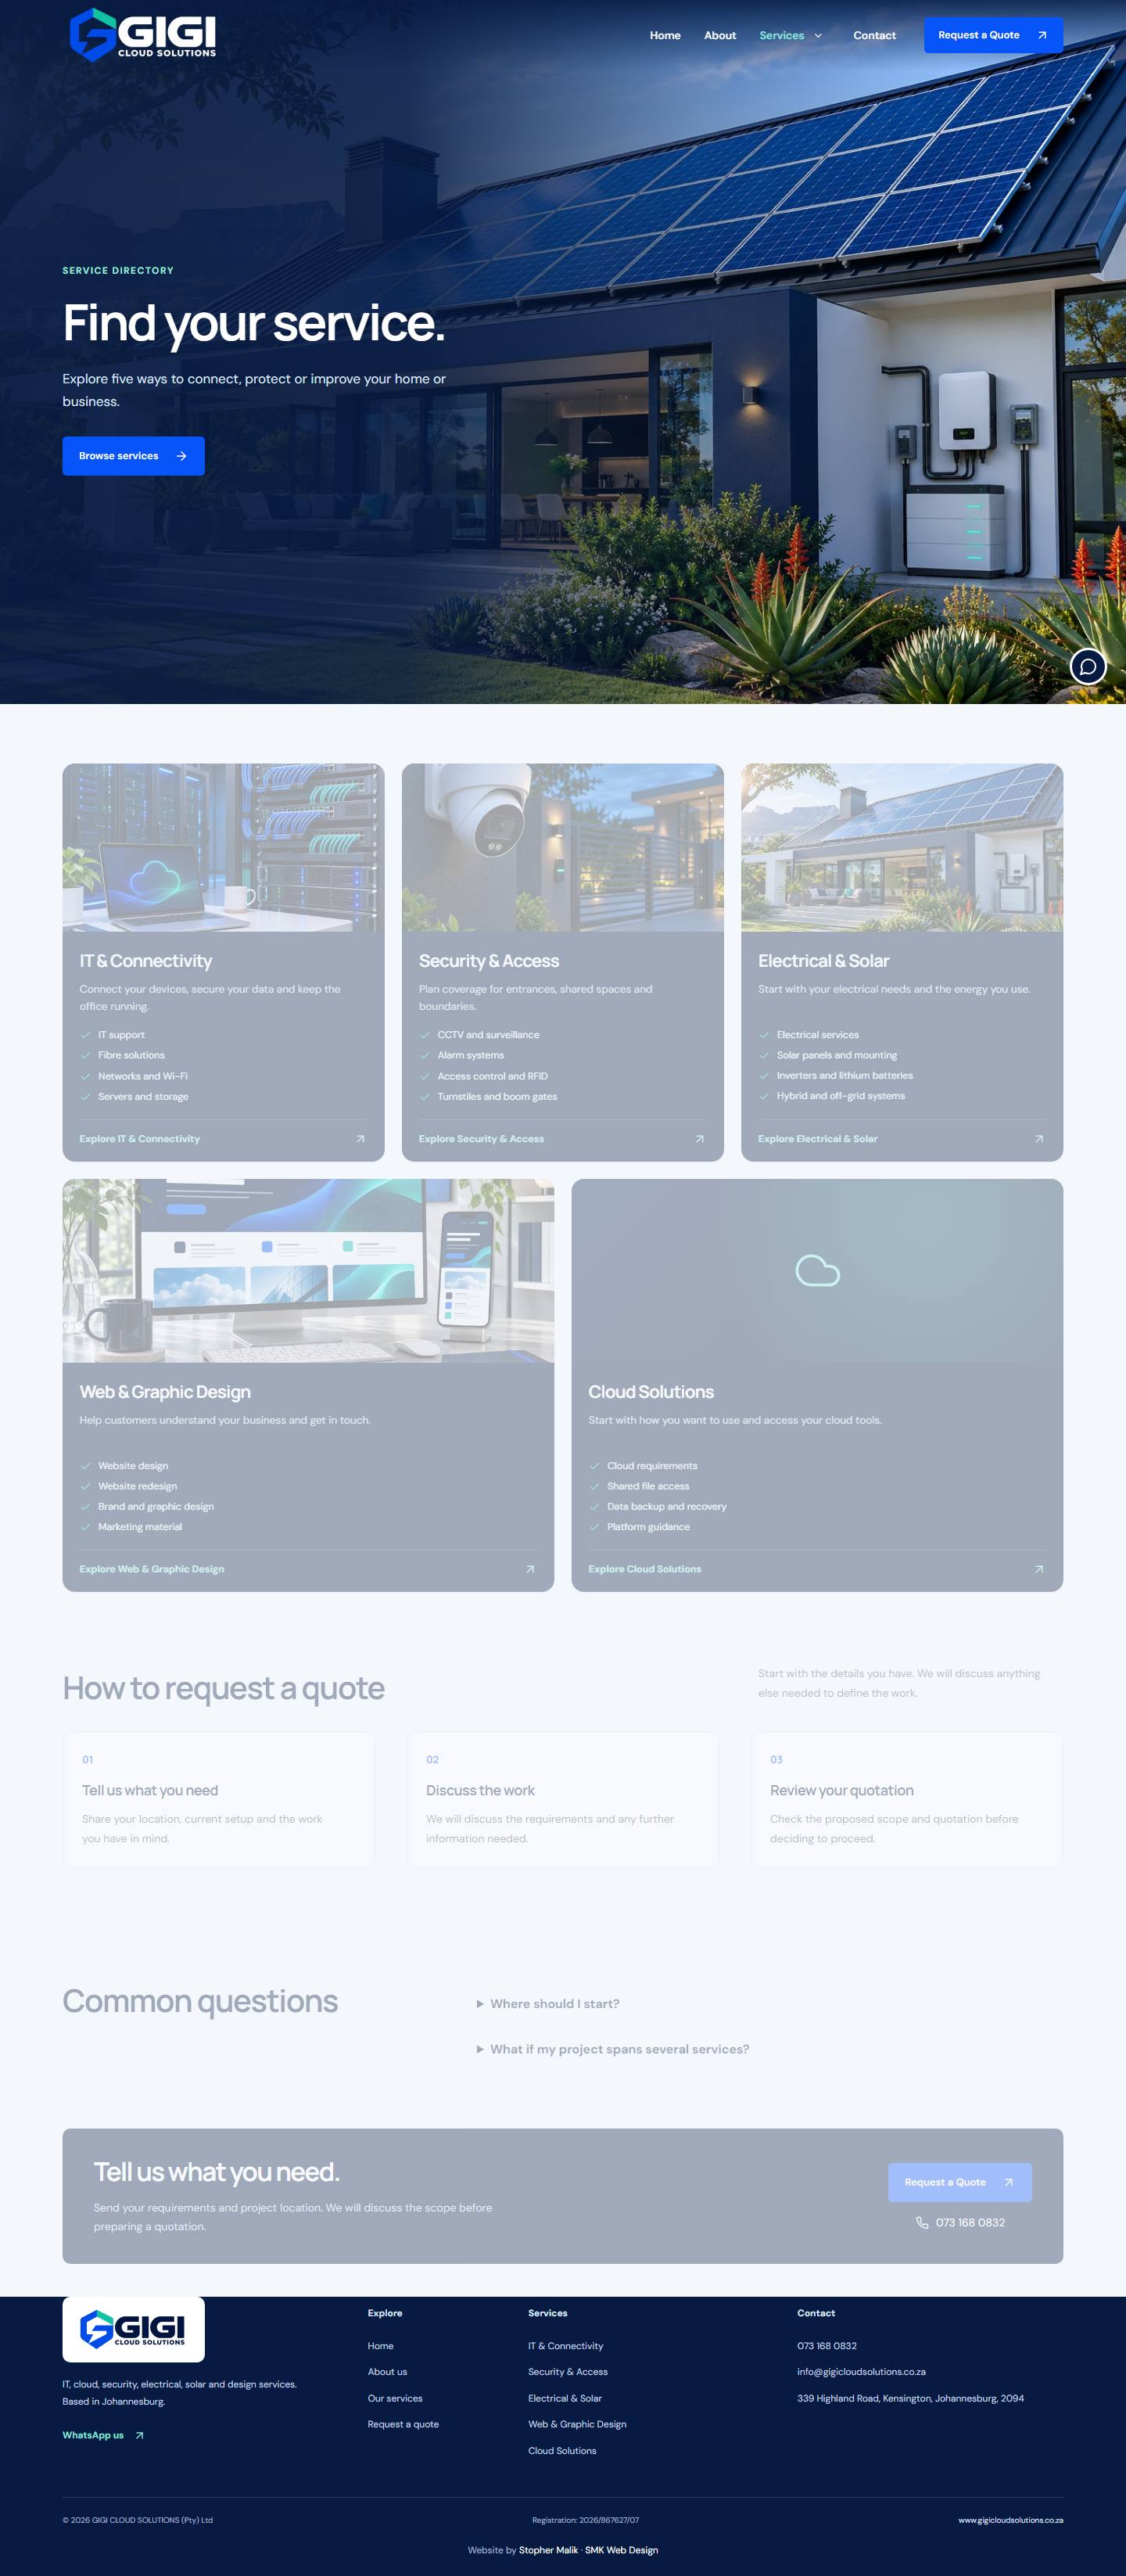 GIGI
CLOUD SOLUTIONS
Home
About
Services
Contact
Request a Quote
SERVICE DIRECTORY
Find your service.
Explore five ways to connect, protect or improve your home or
business.
Browse services
IT & Connectivity
Connect your devices, secure your data and keep the
office running.
IT support
Fibre solutions
Networks and Wi-Fi
Servers and storage
Explore IT & Connectivity
Security & Access
Plan coverage for entrances, shared spaces and
boundaries.
CCTV and surveillance
Alarm systems
Access control and RFID
Turnstiles and boom gates
Explore Security & Access
Electrical & Solar
Start with your electrical needs and the energy you use.
Electrical services
Solar panels and mounting
Inverters and lithium batteries
Hybrid and off-grid systems
Explore Electrical & Solar
Web & Graphic Design
Help customers understand your business and get in touch.
Website design
Website redesign
Brand and graphic design
Marketing material
Explore Web & Graphic Design
Cloud Solutions
Start with how you want to use and access your cloud tools.
Cloud requirements
Shared file access
Data backup and recovery
Platform guidance
Explore Cloud Solutions
How to request a quote
Start with the details you have. We will discuss anything
else needed to define the work.
01
Tell us what you need
Share your location, current setup and the work
you have in mind.
02
Discuss the work
We will discuss the requirements and any further
information needed.
03
Review your quotation
Check the proposed scope and quotation before
deciding to proceed.
Common questions
Where should I start?
What if my project spans several services?
Tell us what you need.
Send your requirements and project location. We will discuss the scope before
preparing a quotation.
Request a Quote
073 168 0832
GIGI
CLOUD SOLUTIONS
IT, cloud, security, electrical, solar and design services.
Based in Johannesburg.
WhatsApp us
Explore
Home
About us
Our services
Request a quote
Services
IT & Connectivity
Security & Access
Electrical & Solar
Web & Graphic Design
Cloud Solutions
Contact
073 168 0832
info@gigicloudsolutions.co.za
339 Highland Road, Kensington, Johannesburg, 2094
© 2026 GIGI CLOUD SOLUTIONS (Pty) Ltd
Registration: 2026/867627/07
www.gigicloudsolutions.co.za
Website by Stopher Malik · SMK Web Design